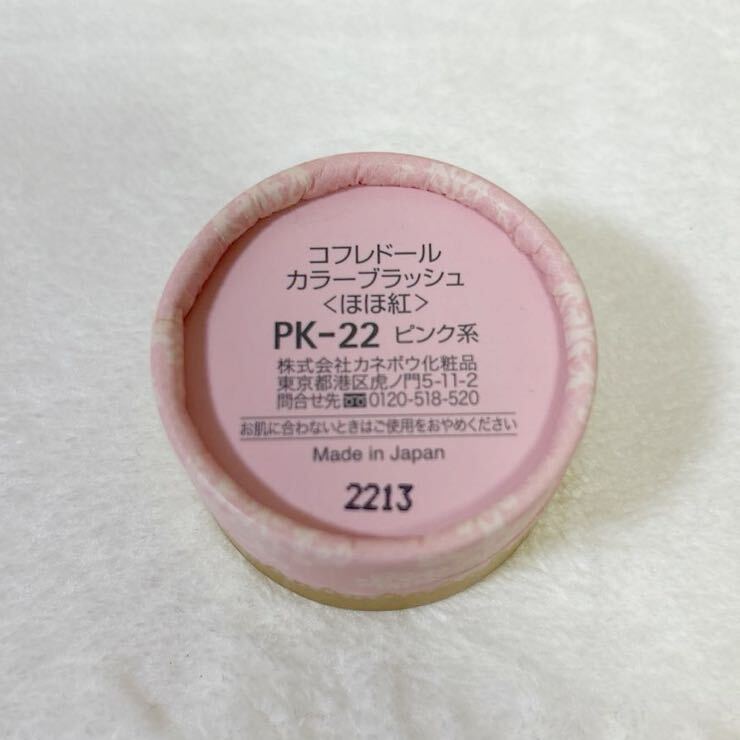 コフレドール
カラーブラッシュ
〈ほほ紅〉
PK-22 ピンク系
株式会社カネボウ化粧品
東京都港区虎ノ門5-11-2
問合せ先 0120-518-520
お肌に合わないときはご使用をおやめください
Made in Japan
2213